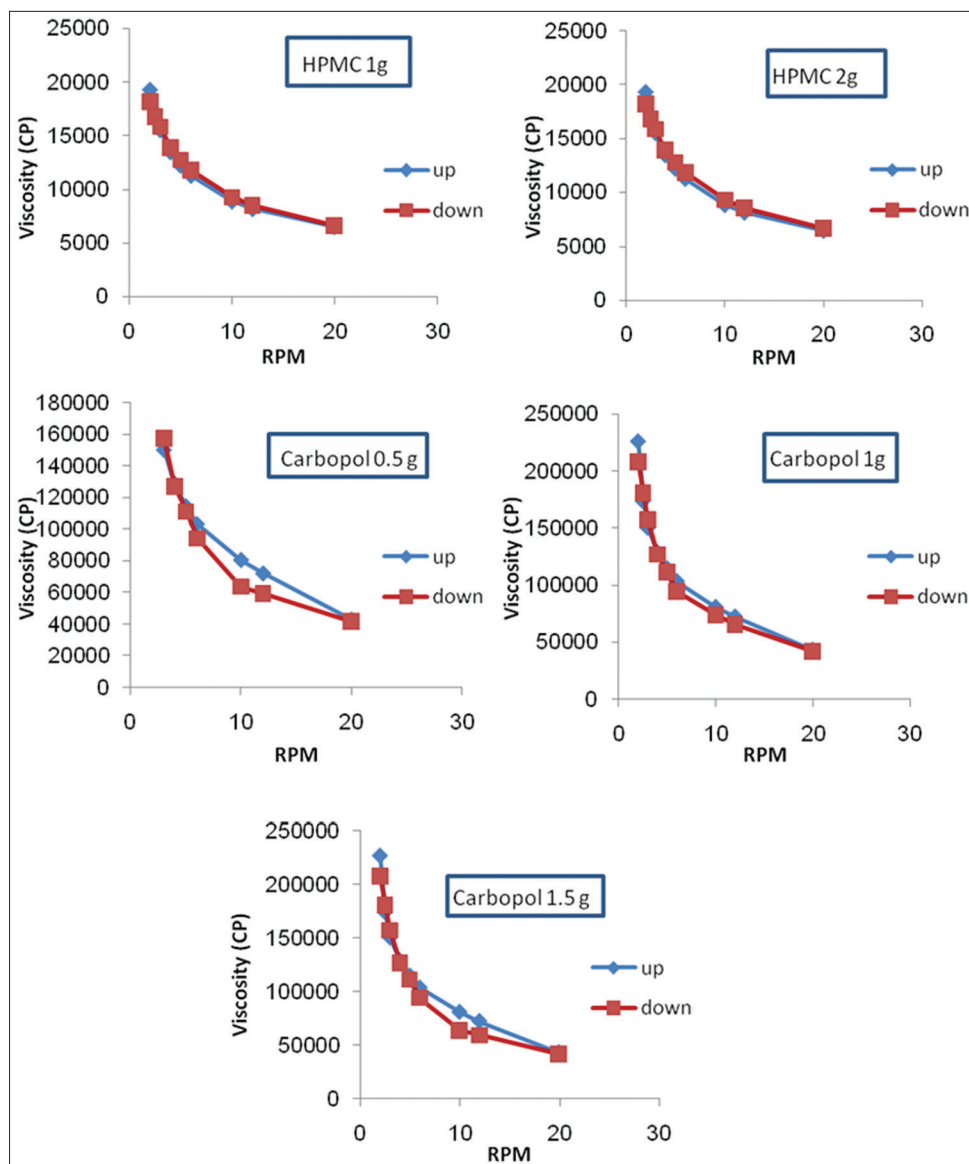 HPMC 1g
Viscosity (CP)
25000
20000
15000
10000
5000
0
0 10 20 30
RPM
up
down
HPMC 2g
Viscosity (CP)
25000
20000
15000
10000
5000
0
0 10 20 30
RPM
up
down
Carbopol 0.5 g
Viscosity (CP)
180000
160000
140000
120000
100000
80000
60000
40000
20000
0
0 10 20 30
RPM
up
down
Carbopol 1g
Viscosity (CP)
250000
200000
150000
100000
50000
0
0 10 20 30
RPM
up
down
Carbopol 1.5 g
Viscosity (CP)
250000
200000
150000
100000
50000
0
0 10 20 30
RPM
up
down